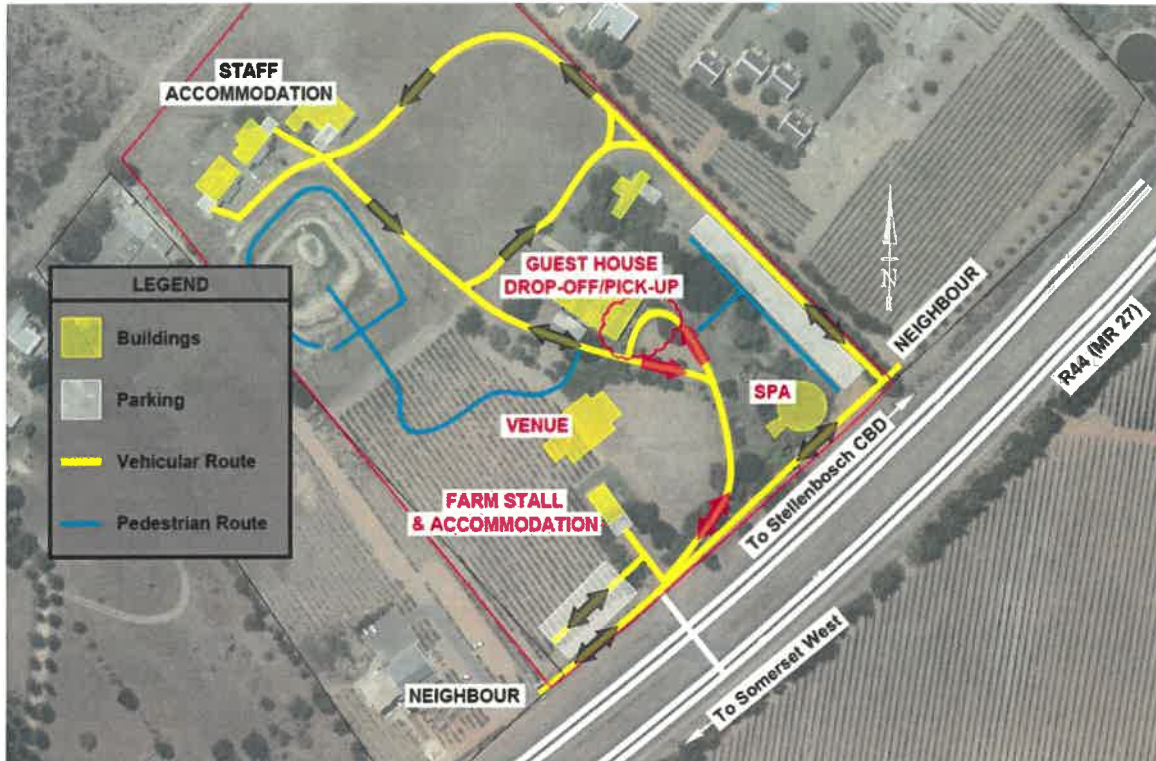 STAFF
ACCOMMODATION
GUEST HOUSE
DROP-OFF/PICK-UP
N
NEIGHBOUR
R44 (MR 27)
LEGEND
Buildings
Parking
Vehicular Route
Pedestrian Route
SPA
VENUE
FARM STALL
& ACCOMMODATION
To Stellenbosch CBD
To Somerset West
NEIGHBOUR